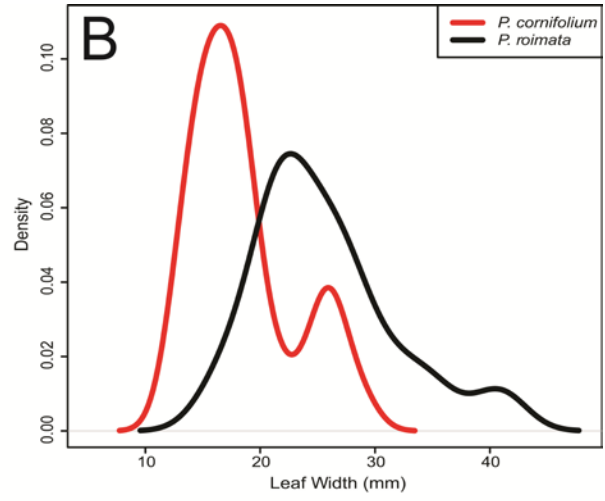 B
P. cornifolium
P. roimata
Density
0.00
0.02
0.04
0.06
0.08
0.10
10 20 30 40
Leaf Width (mm)